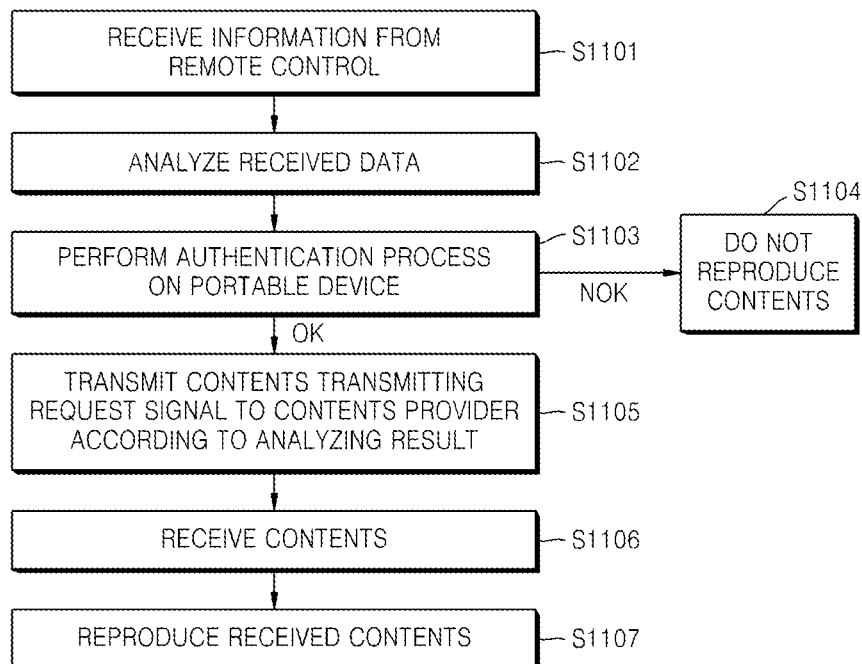 RECEIVE INFORMATION FROM
REMOTE CONTROL
S1101
ANALYZE RECEIVED DATA
S1102
PERFORM AUTHENTICATION PROCESS
ON PORTABLE DEVICE
S1103
NOK
S1104
DO NOT
REPRODUCE
CONTENTS
OK
TRANSMIT CONTENTS TRANSMITTING
REQUEST SIGNAL TO CONTENTS PROVIDER
ACCORDING TO ANALYZING RESULT
S1105
RECEIVE CONTENTS
S1106
REPRODUCE RECEIVED CONTENTS
S1107